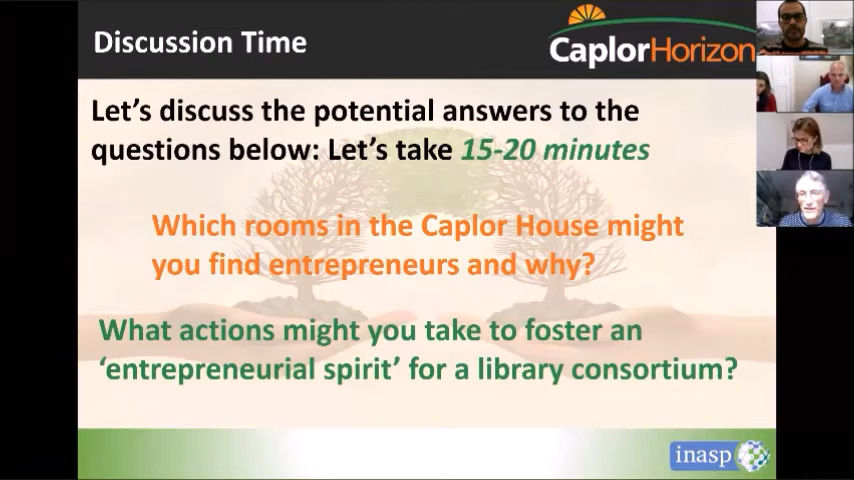 Discussion Time
CaplorHorizon
Let's discuss the potential answers to the
questions below: Let's take 15-20 minutes
Which rooms in the Caplor House might
you find entrepreneurs and why?
What actions might you take to foster an
‘entrepreneurial spirit’ for a library consortium?
inasp